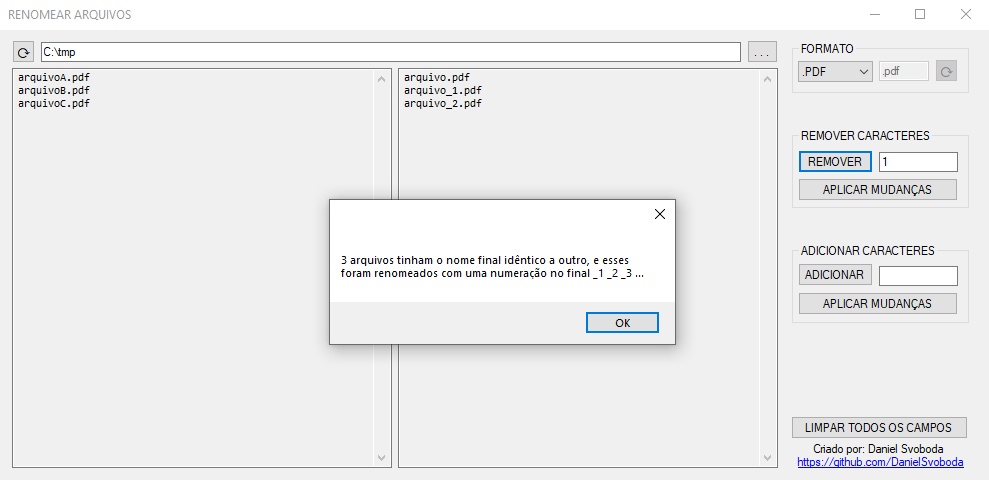 RENOMEAR ARQUIVOS
C:\tmp
...
arquivoA.pdf
arquivoB.pdf
arquivoC.pdf
arquivo.pdf
arquivo_1.pdf
arquivo_2.pdf
3 arquivos tinham o nome final idêntico a outro, e esses
foram renomeados com uma numeração no final _1 _2 _3 ...
OK
FORMATO
.PDF
.pdf
REMOVER CARACTERES
REMOVER
1
APLICAR MUDANÇAS
ADICIONAR CARACTERES
ADICIONAR
APLICAR MUDANÇAS
LIMPAR TODOS OS CAMPOS
Criado por: Daniel Svoboda
https://github.com/DanielSvoboda